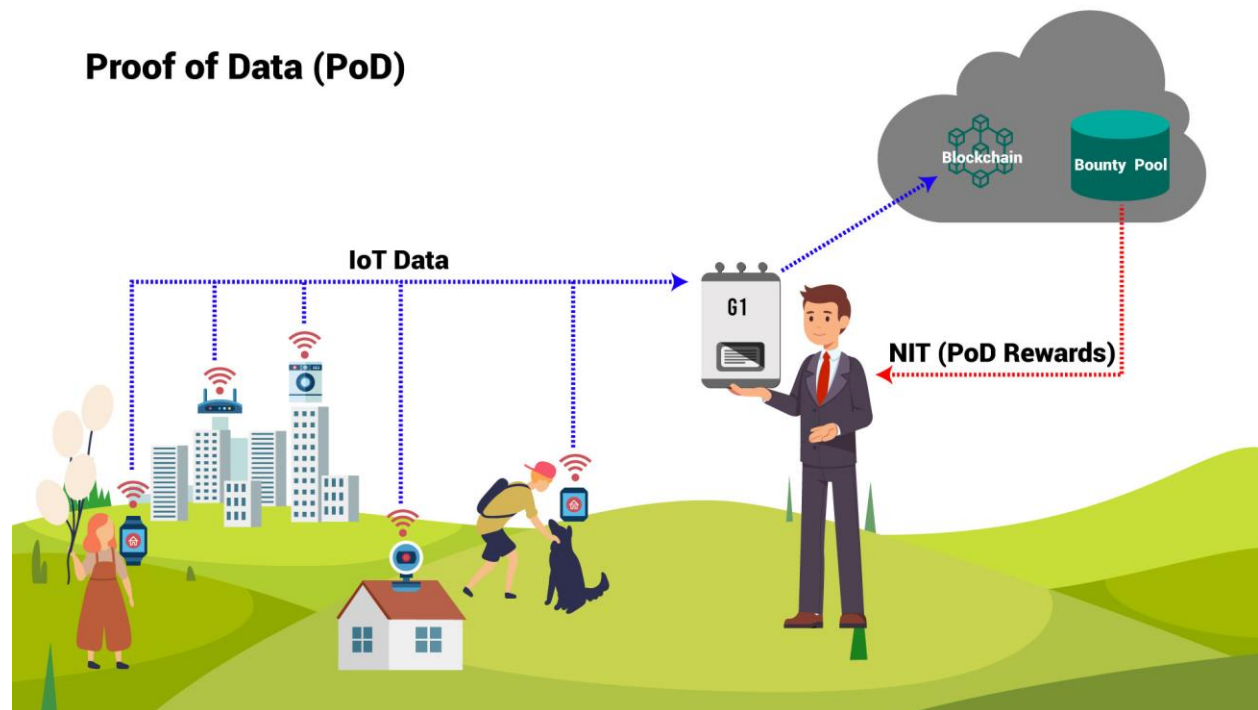 Proof of Data (PoD)
Blockchain
Bounty Pool
IoT Data
G1
NIT (PoD Rewards)